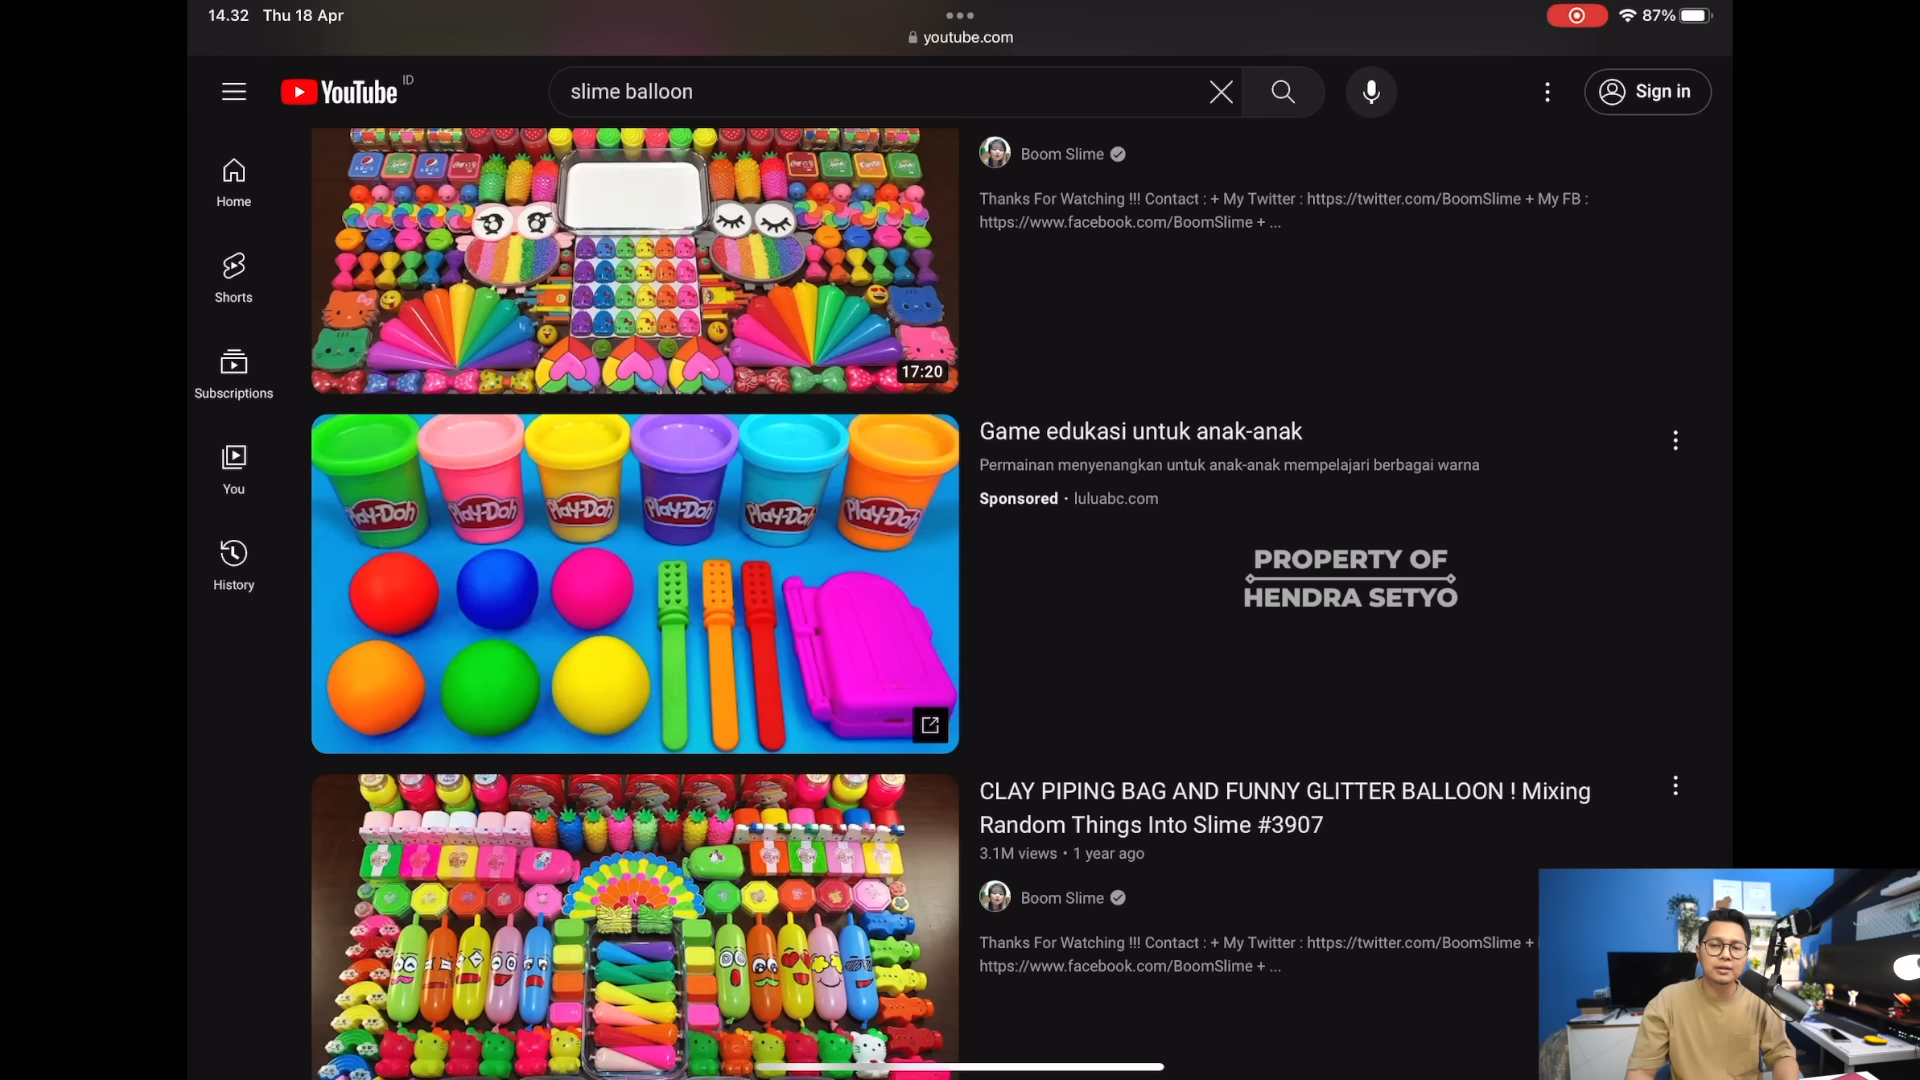 14.32 Thu 18 Apr
87%
youtube.com
YouTube ID
slime balloon
Sign in
Home
Shorts
Subscriptions
You
History
17:20
Boom Slime
Thanks For Watching !!! Contact : + My Twitter : https://twitter.com/BoomSlime + My FB :
https://www.facebook.com/BoomSlime + ...
Play-Doh Play-Doh Play-Doh Play-Doh Play-Doh Play-Doh
Game edukasi untuk anak-anak
Permainan menyenangkan untuk anak-anak mempelajari berbagai warna
Sponsored · luluabc.com
PROPERTY OF
HENDRA SETYO
CLAY PIPING BAG AND FUNNY GLITTER BALLOON ! Mixing
Random Things Into Slime #3907
3.1M views • 1 year ago
Boom Slime
Thanks For Watching !!! Contact : + My Twitter : https://twitter.com/BoomSlime +
https://www.facebook.com/BoomSlime + ...